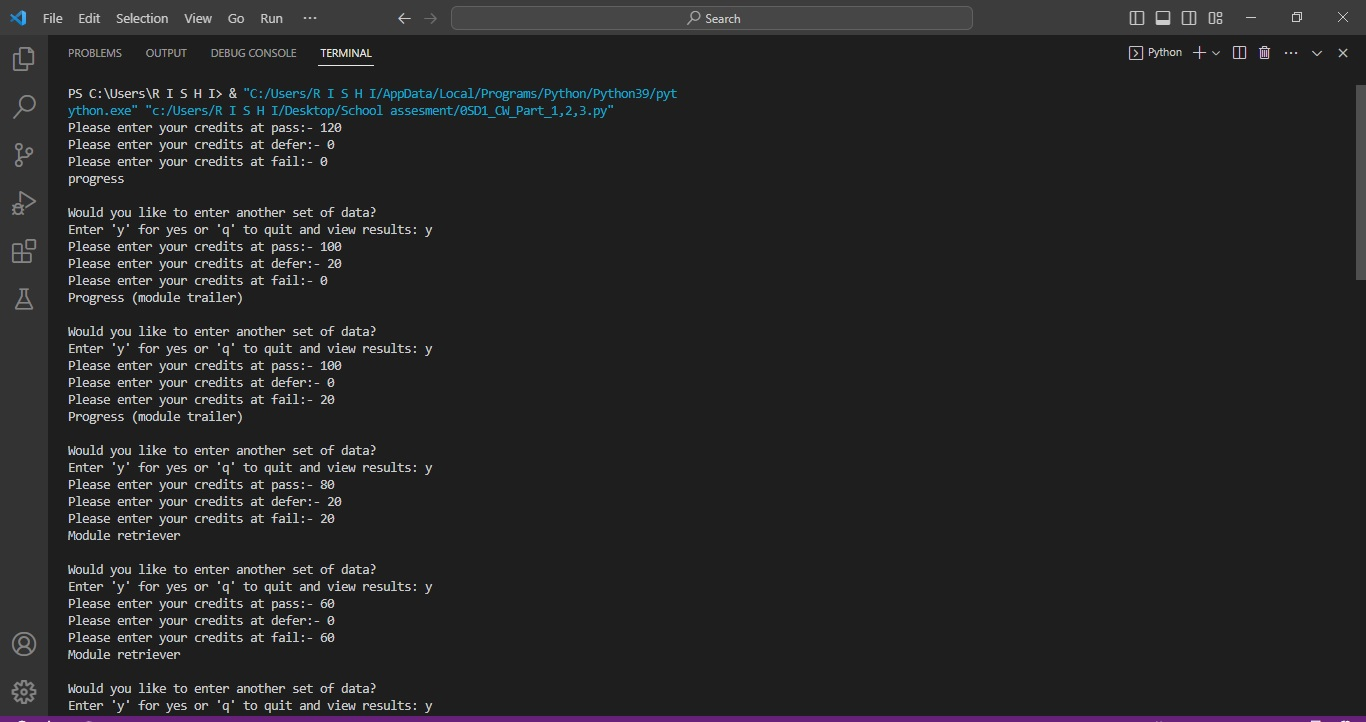 File Edit Selection View Go Run ··· Search
PROBLEMS OUTPUT DEBUG CONSOLE TERMINAL Python
PS C:\Users\R I S H I> & "C:/Users/R I S H I/AppData/Local/Programs/Python/Python39/pyt
ython.exe" "c:/Users/R I S H I/Desktop/School assesment/0SD1_CW_Part_1,2,3.py"
Please enter your credits at pass:- 120
Please enter your credits at defer:- 0
Please enter your credits at fail:- 0
progress
Would you like to enter another set of data?
Enter 'y' for yes or 'q' to quit and view results: y
Please enter your credits at pass:- 100
Please enter your credits at defer:- 20
Please enter your credits at fail:- 0
Progress (module trailer)
Would you like to enter another set of data?
Enter 'y' for yes or 'q' to quit and view results: y
Please enter your credits at pass:- 100
Please enter your credits at defer:- 0
Please enter your credits at fail:- 20
Progress (module trailer)
Would you like to enter another set of data?
Enter 'y' for yes or 'q' to quit and view results: y
Please enter your credits at pass:- 80
Please enter your credits at defer:- 20
Please enter your credits at fail:- 20
Module retriever
Would you like to enter another set of data?
Enter 'y' for yes or 'q' to quit and view results: y
Please enter your credits at pass:- 60
Please enter your credits at defer:- 0
Please enter your credits at fail:- 60
Module retriever
Would you like to enter another set of data?
Enter 'y' for yes or 'q' to quit and view results: y